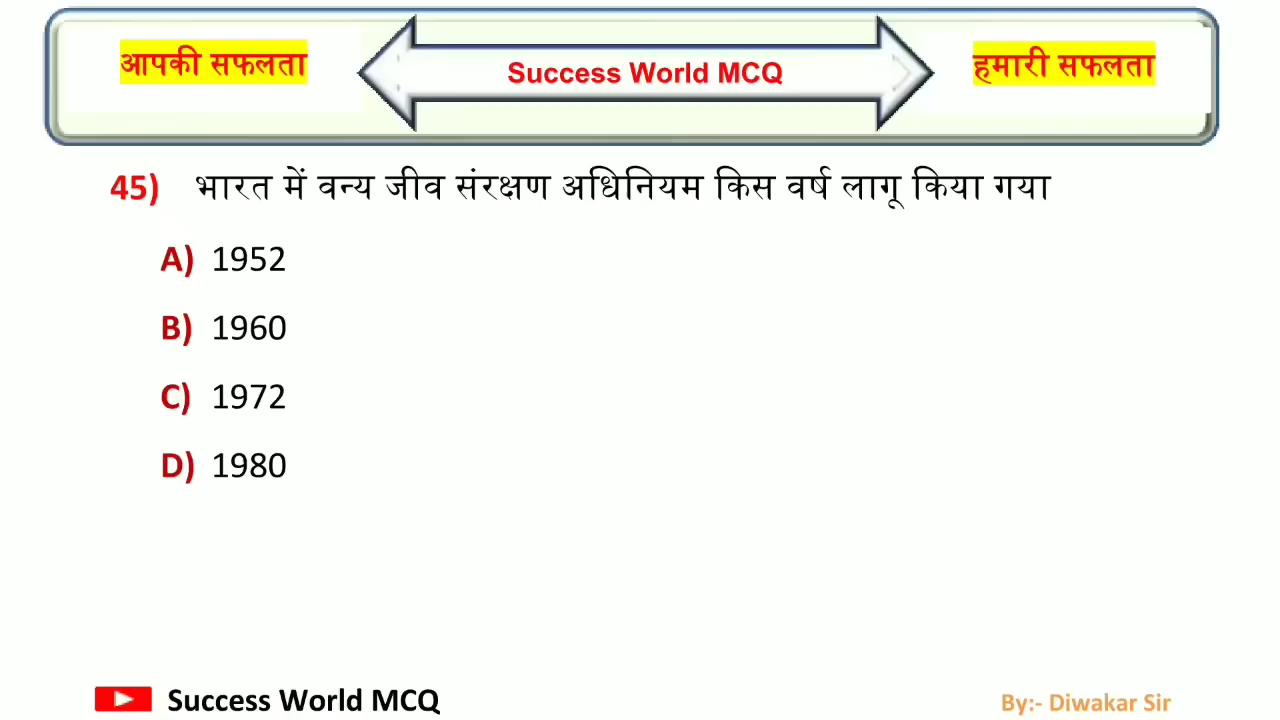 आपकी सफलता
Success World MCQ
हमारी सफलता
45) भारत में वन्य जीव संरक्षण अधिनियम किस वर्ष लागू किया गया
A) 1952
B) 1960
C) 1972
D) 1980
Success World MCQ
By:- Diwakar Sir